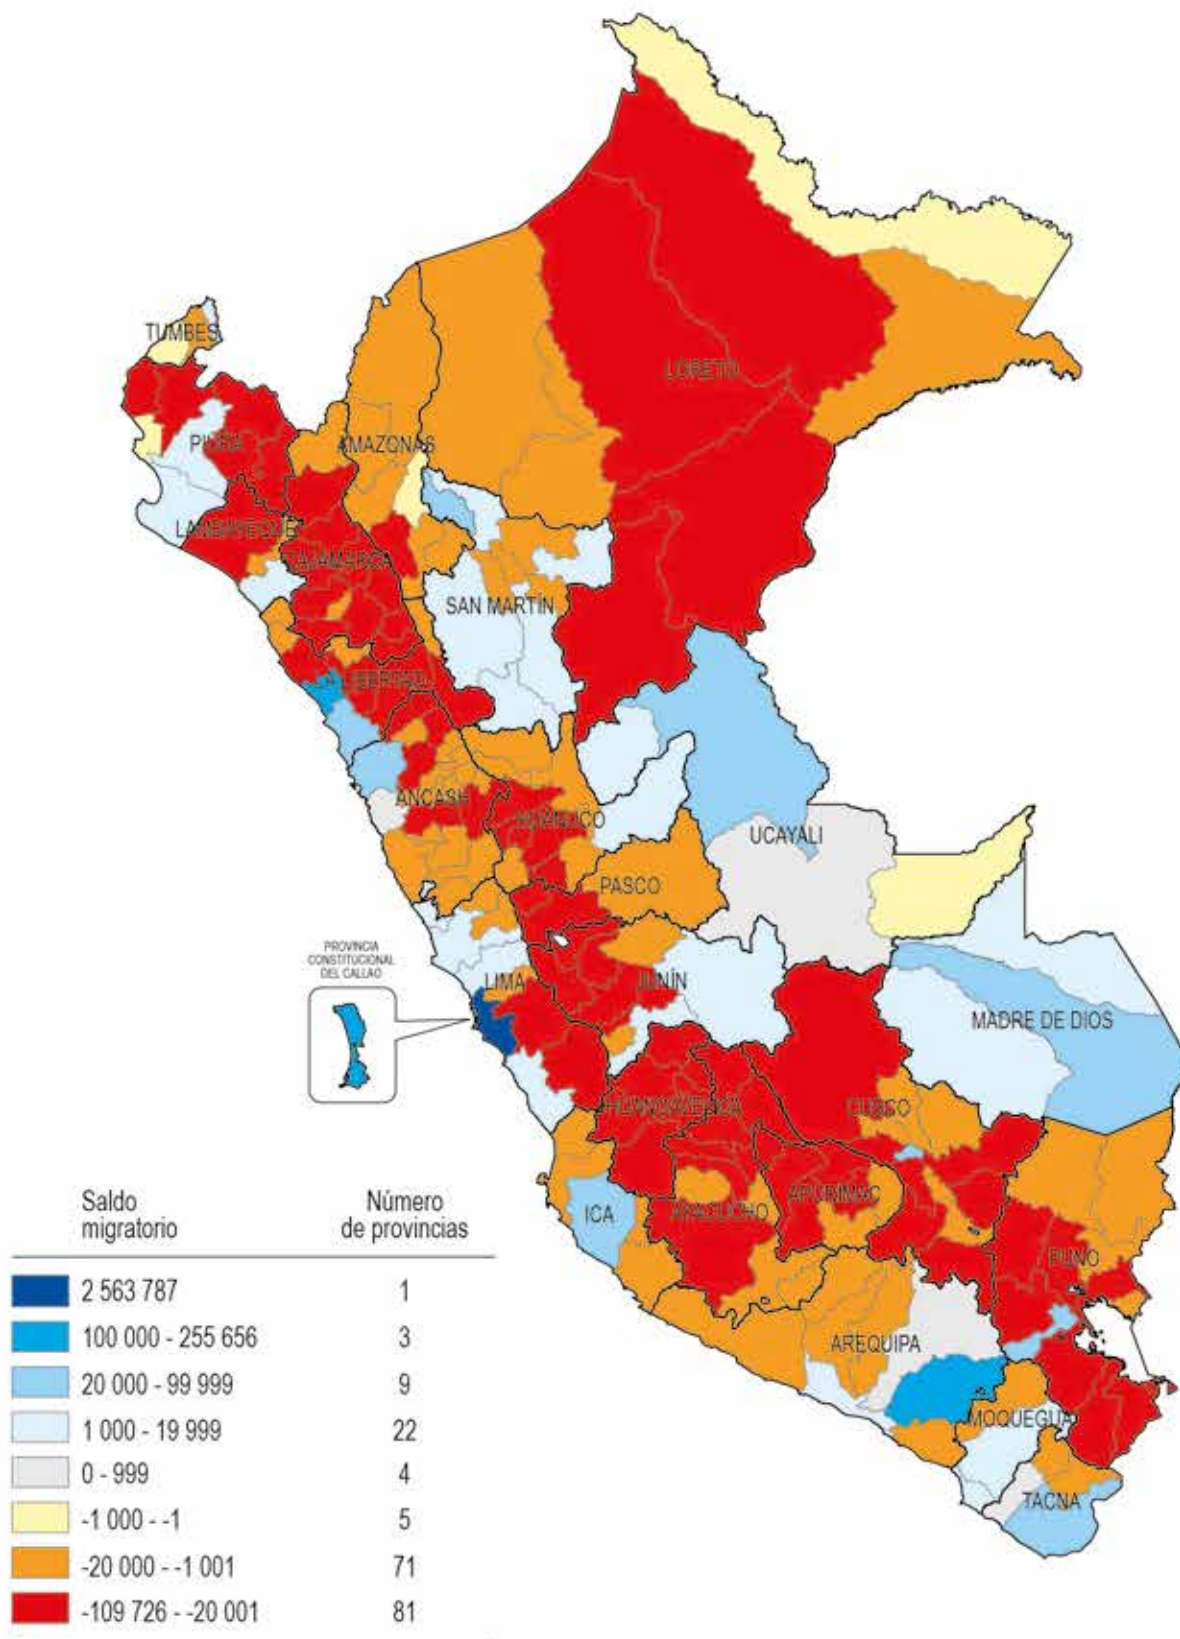 TUMBES
LORETO
PIURA
AMAZONAS
LAMBAYEQUE
CAJAMARCA
SAN MARTÍN
LA LIBERTAD
ANCASH
HUÁNUCO
UCAYALI
PASCO
PROVINCIA
CONSTITUCIONAL
DEL CALLAO
LIMA
JUNÍN
MADRE DE DIOS
HUANCAVELICA
CUSCO
APURIMAC
ICA
AYACUCHO
PUNO
AREQUIPA
MOQUEGUA
TACNA
Saldo migratorio Número de provincias
2 563 787 1
100 000 - 255 656 3
20 000 - 99 999 9
1 000 - 19 999 22
0 - 999 4
-1 000 - -1 5
-20 000 - -1 001 71
-109 726 - -20 001 81